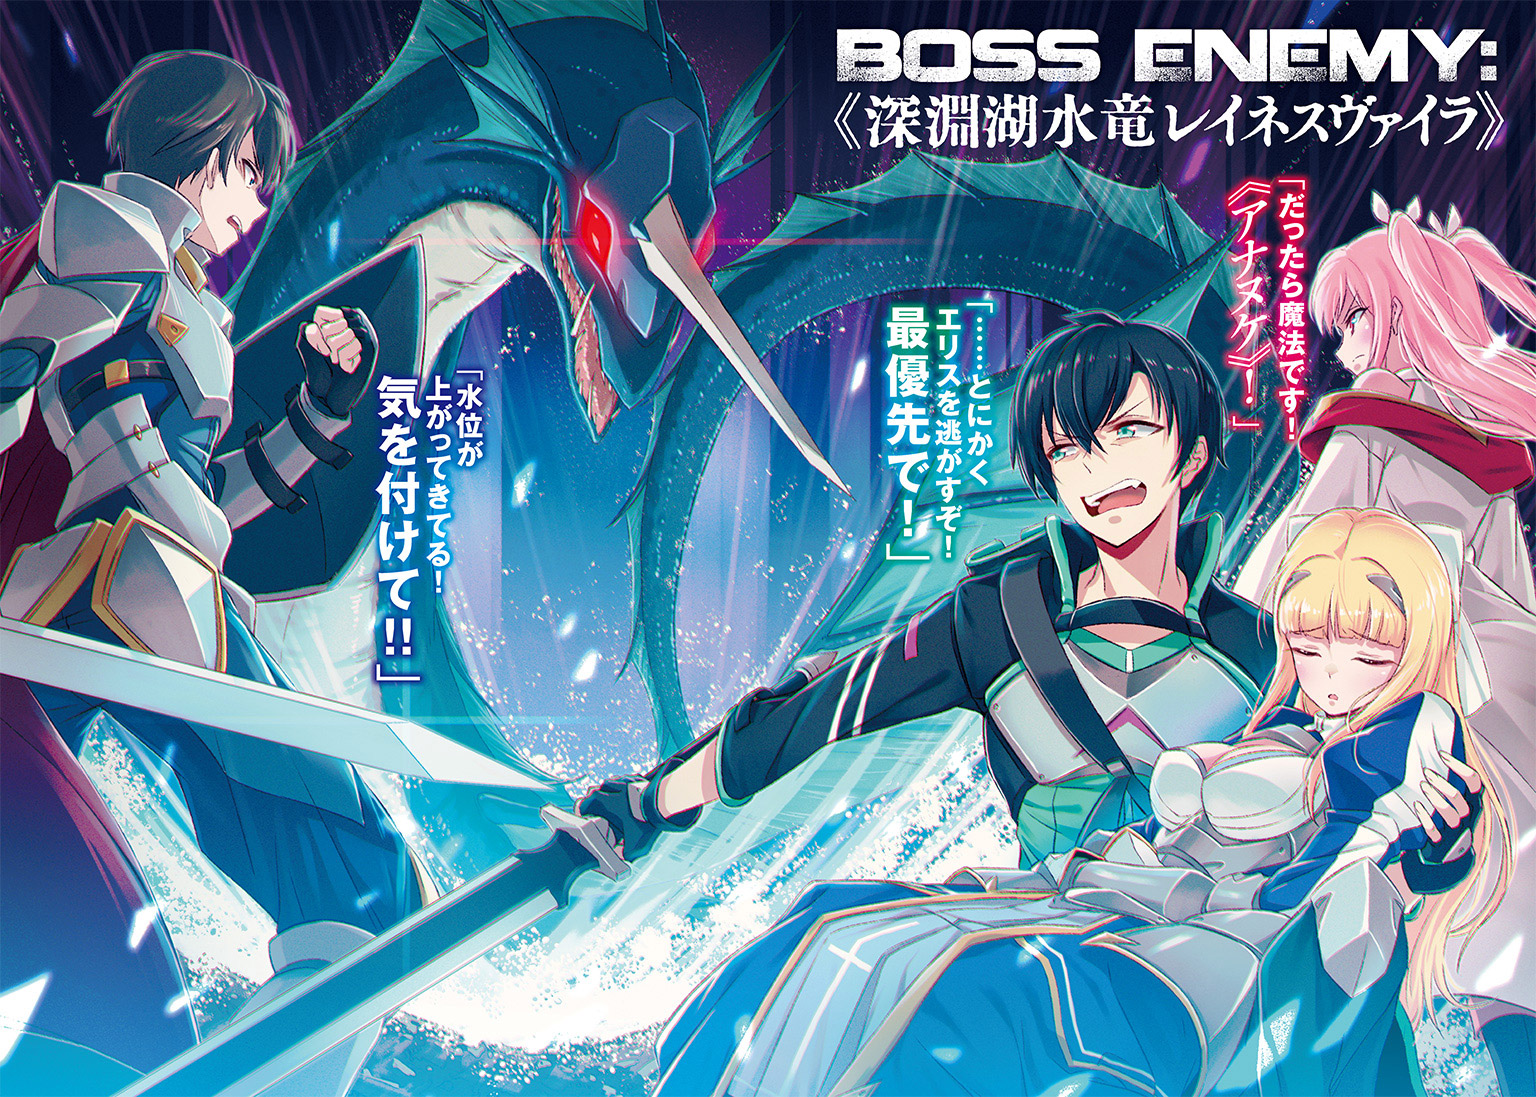 BOSS ENEMY:
《深淵湖水竜レイネスヴァイラ》
「だったら魔法です!
《アナヌケ》!」
「……とにかく
エリスを逃がすぞ!
最優先で!」
「水位が
上がってきてる!
気を付けて!!」